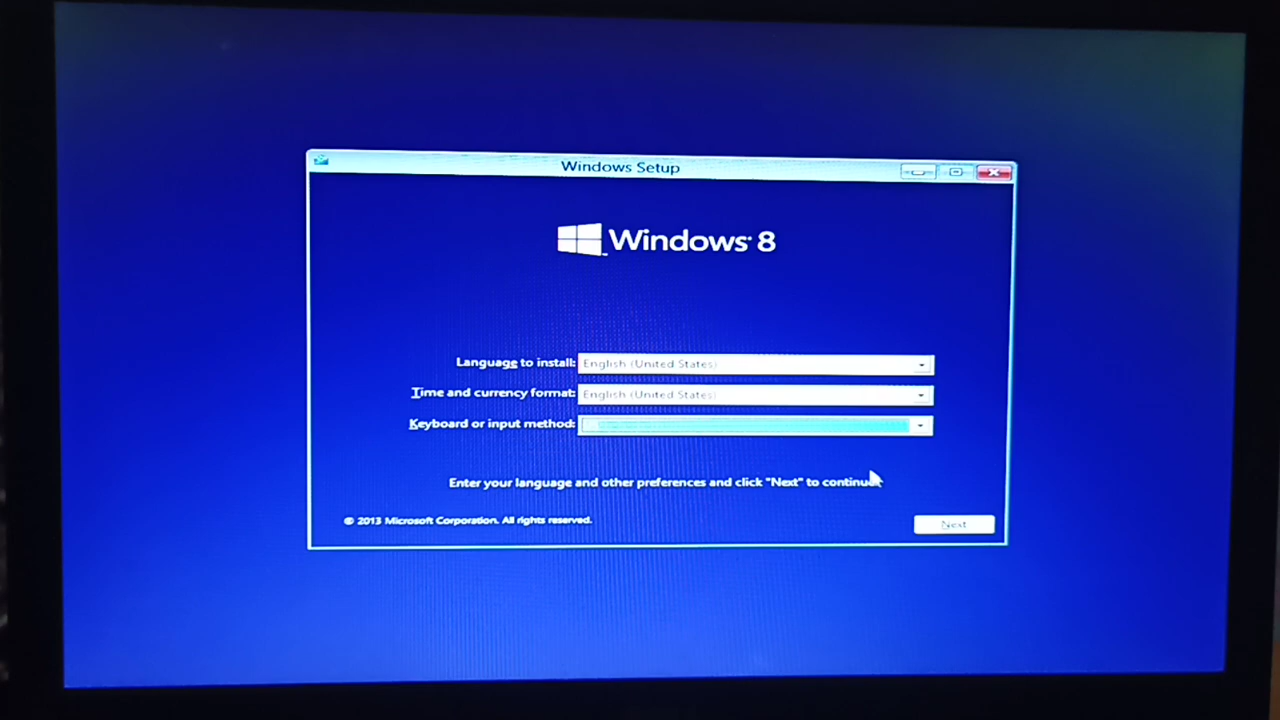 Windows Setup
Windows 8
Language to install: English (United States)
Time and currency format: English (United States)
Keyboard or input method:
Enter your language and other preferences and click "Next" to continue.
© 2013 Microsoft Corporation. All rights reserved.
Next